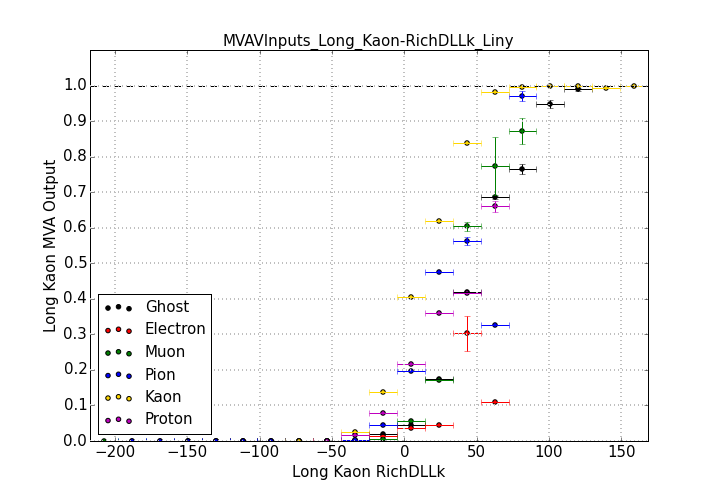 MVAVInputs_Long_Kaon-RichDLLk_Liny
1.0
0.9
0.8
0.7
0.6
0.5
0.4
0.3
0.2
0.1
0.0
Long Kaon MVA Output
Ghost
Electron
Muon
Pion
Kaon
Proton
−200 −150 −100 −50 0 50 100 150
Long Kaon RichDLLk